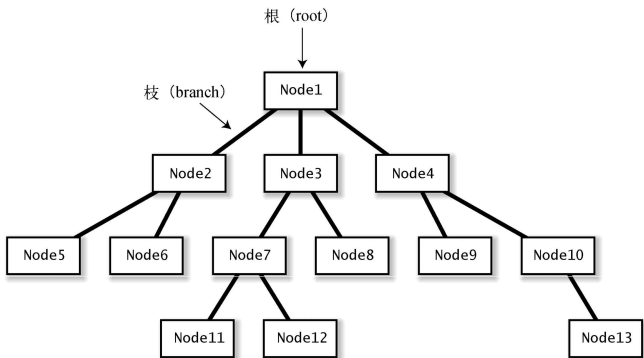 根（root）
Node1
枝（branch）
Node2
Node3
Node4
Node5
Node6
Node7
Node8
Node9
Node10
Node11
Node12
Node13